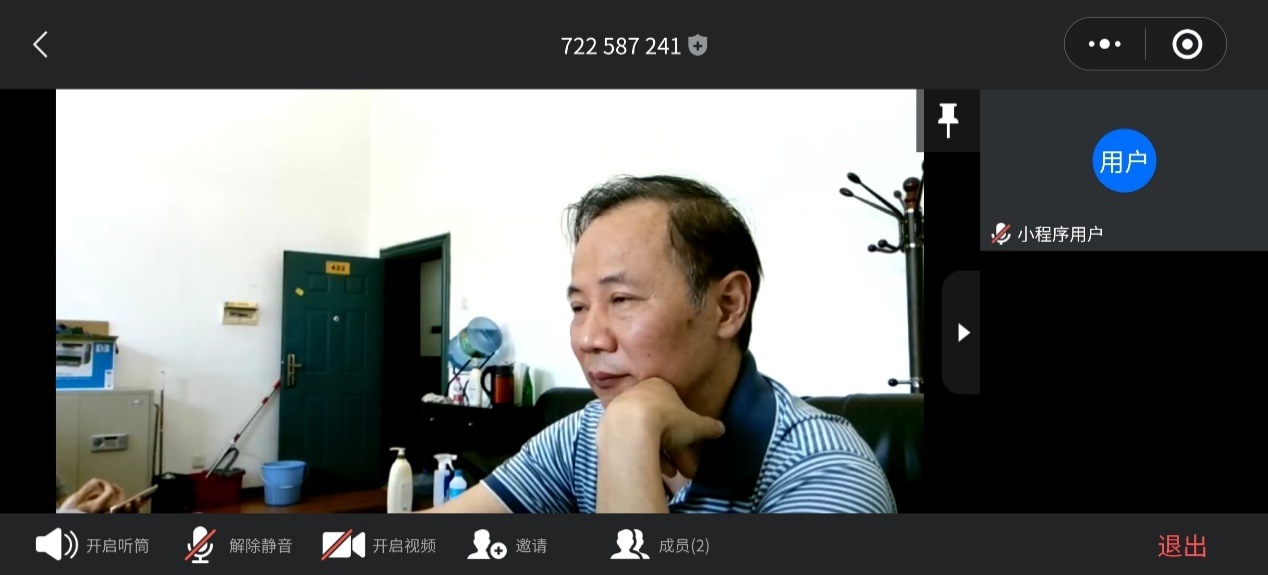 722 587 241
用户
小程序用户
422
开启听筒
解除静音
开启视频
邀请
成员(2)
退出